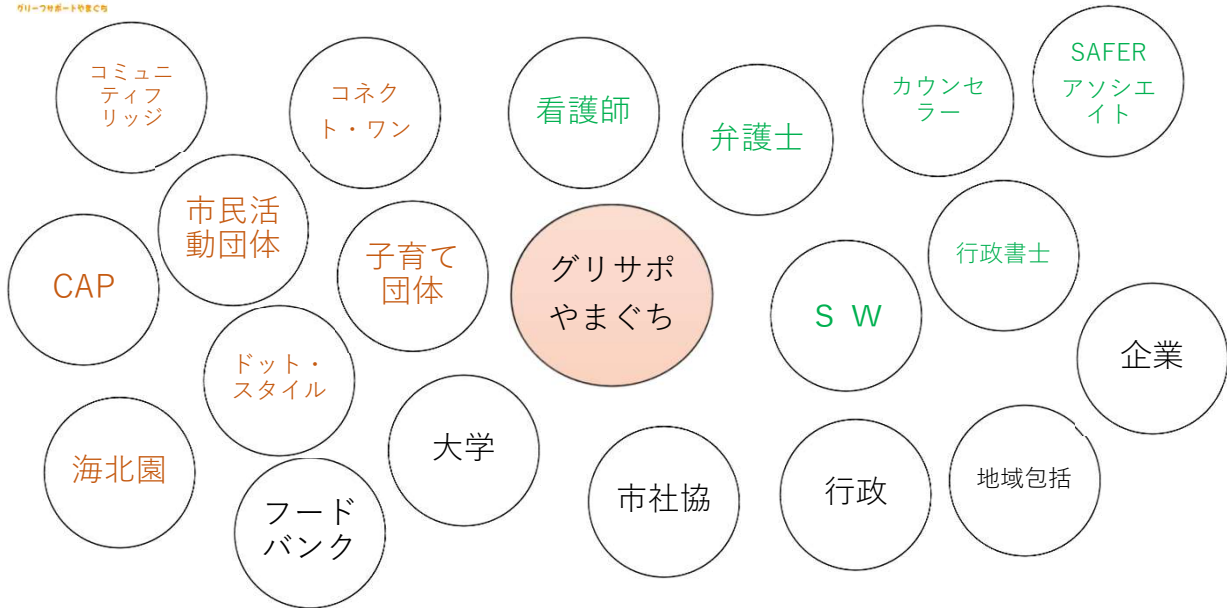 グリーフサポートやまぐち
コミュニ
ティフ
リッジ
コネク
ト・ワン
看護師
弁護士
カウンセ
ラー
SAFER
アソシエ
イト
市民活
動団体
CAP
子育て
団体
グリサポ
やまぐち
行政書士
S W
企業
ドット・
スタイル
海北園
大学
フード
バンク
市社協
行政
地域包括